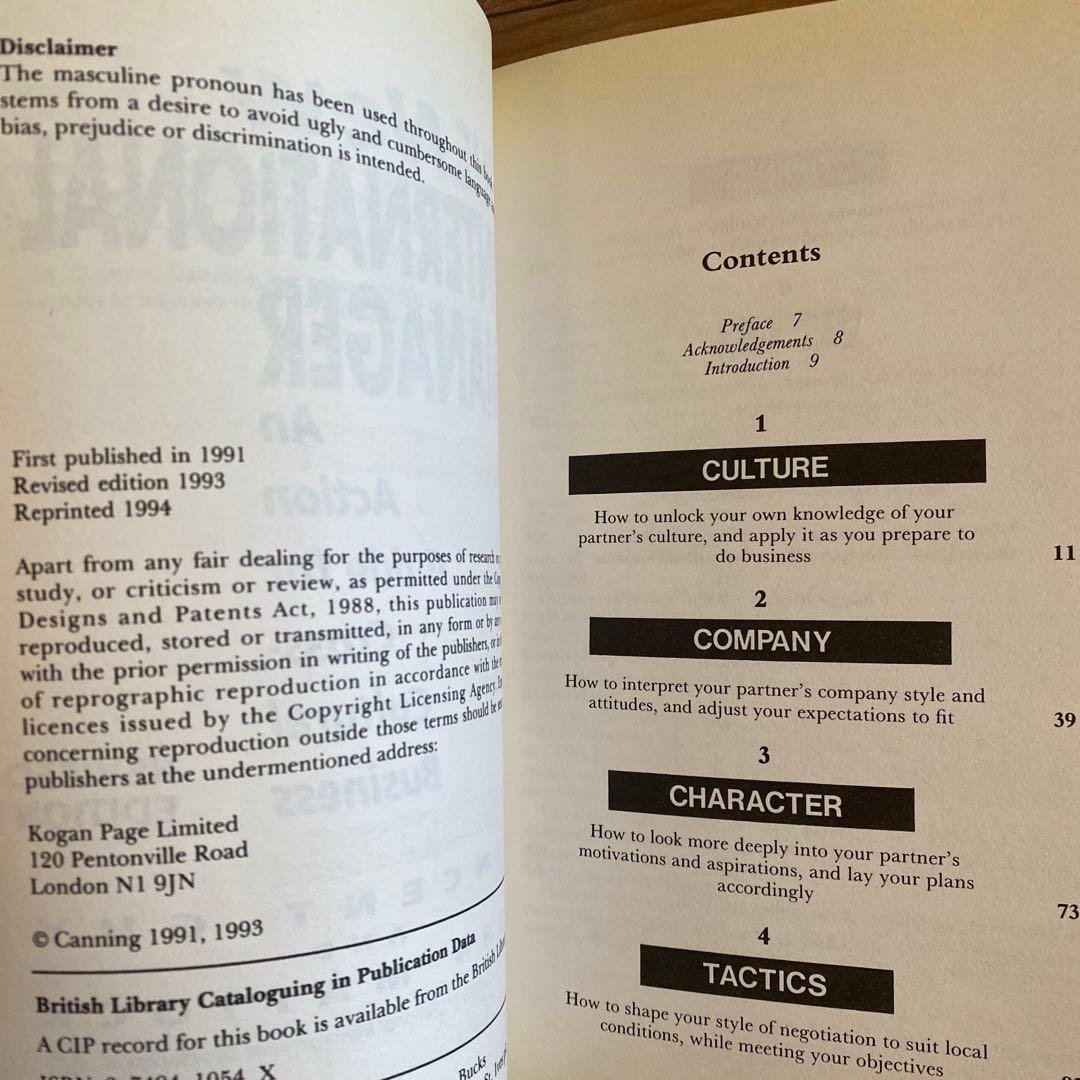 Disclaimer
The masculine pronoun has been used throughout this book
stems from a desire to avoid ugly and cumbersome language
bias, prejudice or discrimination is intended.
First published in 1991
Revised edition 1993
Reprinted 1994
Apart from any fair dealing for the purposes of research
study, or criticism or review, as permitted under the
Designs and Patents Act, 1988, this publication may
reproduced, stored or transmitted, in any form or by
with the prior permission in writing of the publishers, or
of reprographic reproduction in accordance with the
licences issued by the Copyright Licensing Agency.
concerning reproduction outside those terms should be
publishers at the undermentioned address:
Kogan Page Limited
120 Pentonville Road
London N1 9JN
© Canning 1991, 1993
British Library Cataloguing in Publication Data
A CIP record for this book is available from the British
1054 X
Bucks
Contents
Preface 7
Acknowledgements 8
Introduction 9
1
CULTURE
How to unlock your own knowledge of your
partner's culture, and apply it as you prepare to
do business 11
2
COMPANY
How to interpret your partner's company style and
attitudes, and adjust your expectations to fit 39
3
CHARACTER
How to look more deeply into your partner's
motivations and aspirations, and lay your plans
accordingly 73
4
TACTICS
How to shape your style of negotiation to suit local
conditions, while meeting your objectives